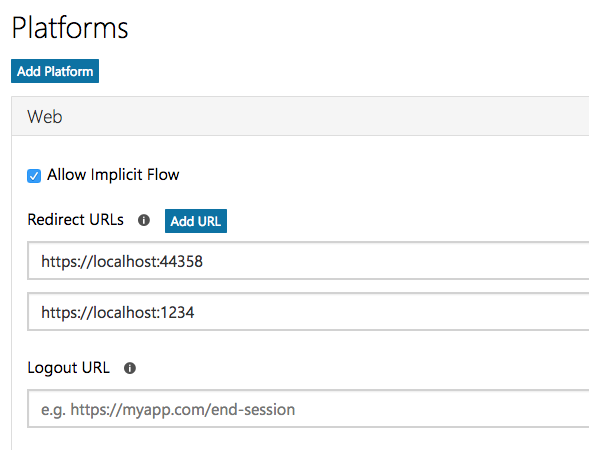 Platforms
Add Platform
Web
Allow Implicit Flow
Redirect URLs Add URL
https://localhost:44358
https://localhost:1234
Logout URL
e.g. https://myapp.com/end-session